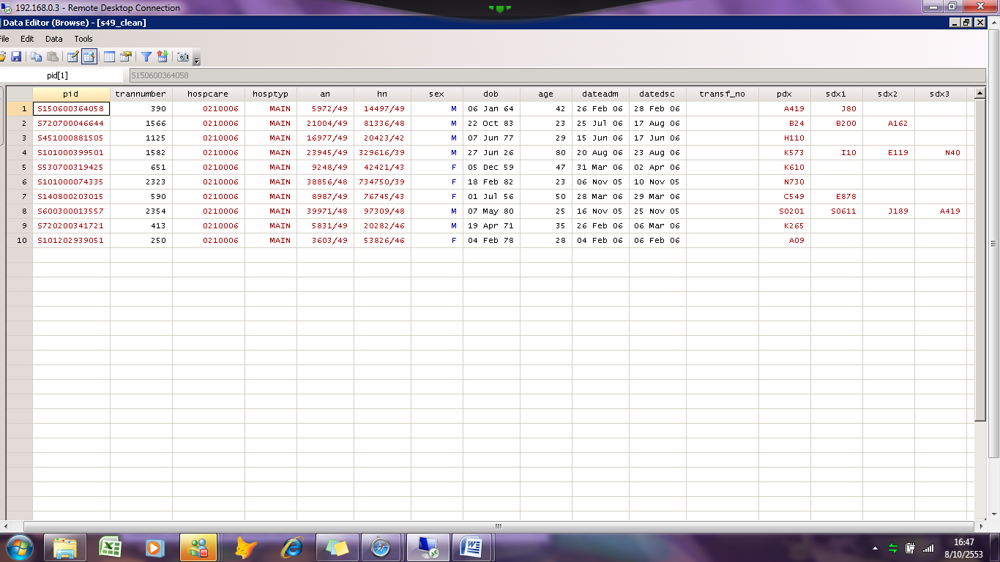 192.168.0.3 - Remote Desktop Connection
Data Editor (Browse) - [s49_clean]
File Edit Data Tools
pid[1] S150600364058
pid trannumber hospcare hosptyp an hn sex dob age dateadm datedsc transf_no pdx sdx1 sdx2 sdx3
1 S150600364058 390 0210006 MAIN 5972/49 14497/49 M 06 Jan 64 42 26 Feb 06 28 Feb 06 A419 J80
2 S720700046644 1566 0210006 MAIN 21004/49 81336/48 M 22 Oct 83 23 25 Jul 06 17 Aug 06 B24 B200 A162
3 S451000881505 1125 0210006 MAIN 16977/49 20423/42 M 07 Jun 77 29 15 Jun 06 17 Jun 06 H110
4 S101000399501 1582 0210006 MAIN 23945/49 329616/39 M 27 Jun 26 80 20 Aug 06 23 Aug 06 K573 I10 E119 N40
5 S530700319425 651 0210006 MAIN 9248/49 42421/43 F 05 Dec 59 47 31 Mar 06 02 Apr 06 K610
6 S101000074335 2323 0210006 MAIN 38856/48 734750/39 F 18 Feb 82 23 06 Nov 05 10 Nov 05 N730
7 S140800203015 590 0210006 MAIN 8987/49 76745/43 F 01 Jul 56 50 28 Mar 06 29 Mar 06 C549 E878
8 S600300013557 2354 0210006 MAIN 39971/48 97309/48 M 07 May 80 25 16 Nov 05 25 Nov 05 S0201 S0611 J189 A419
9 S720200341721 413 0210006 MAIN 5831/49 20282/46 M 19 Apr 71 35 26 Feb 06 06 Mar 06 K265
10 S101202939051 250 0210006 MAIN 3603/49 53826/46 F 04 Feb 78 28 04 Feb 06 06 Feb 06 A09
16:47
8/10/2553